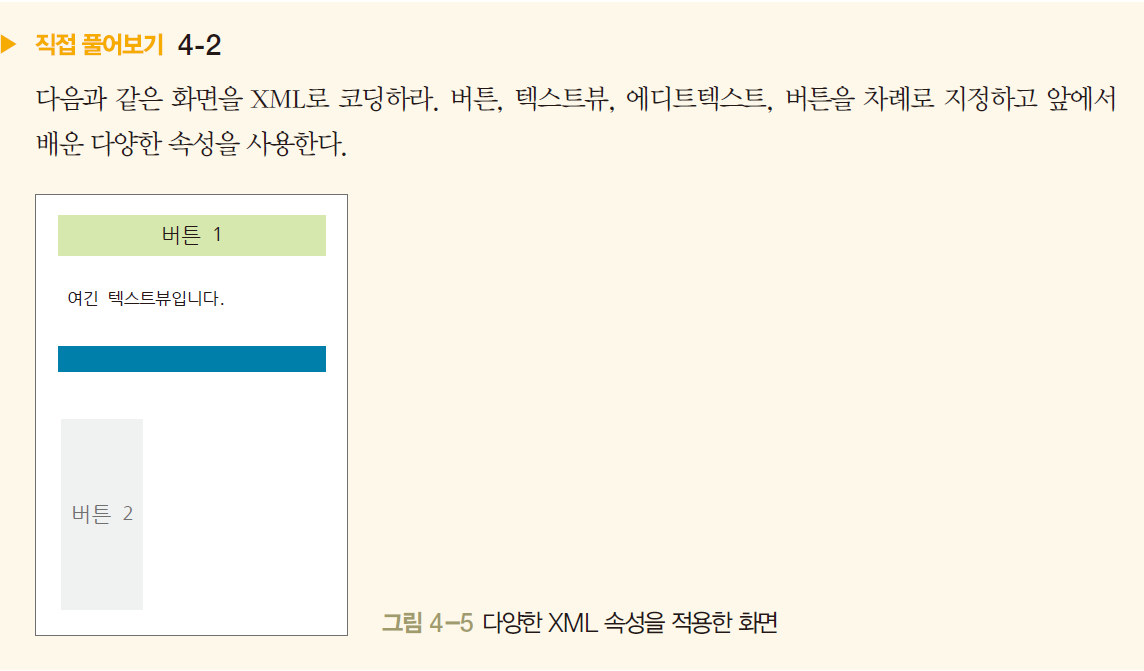 직접 풀어보기 4-2
다음과 같은 화면을 XML로 코딩하라. 버튼, 텍스트뷰, 에디트텍스트, 버튼을 차례로 지정하고 앞에서
배운 다양한 속성을 사용한다.
버튼 1
여긴 텍스트뷰입니다.
버튼 2
그림 4-5 다양한 XML 속성을 적용한 화면